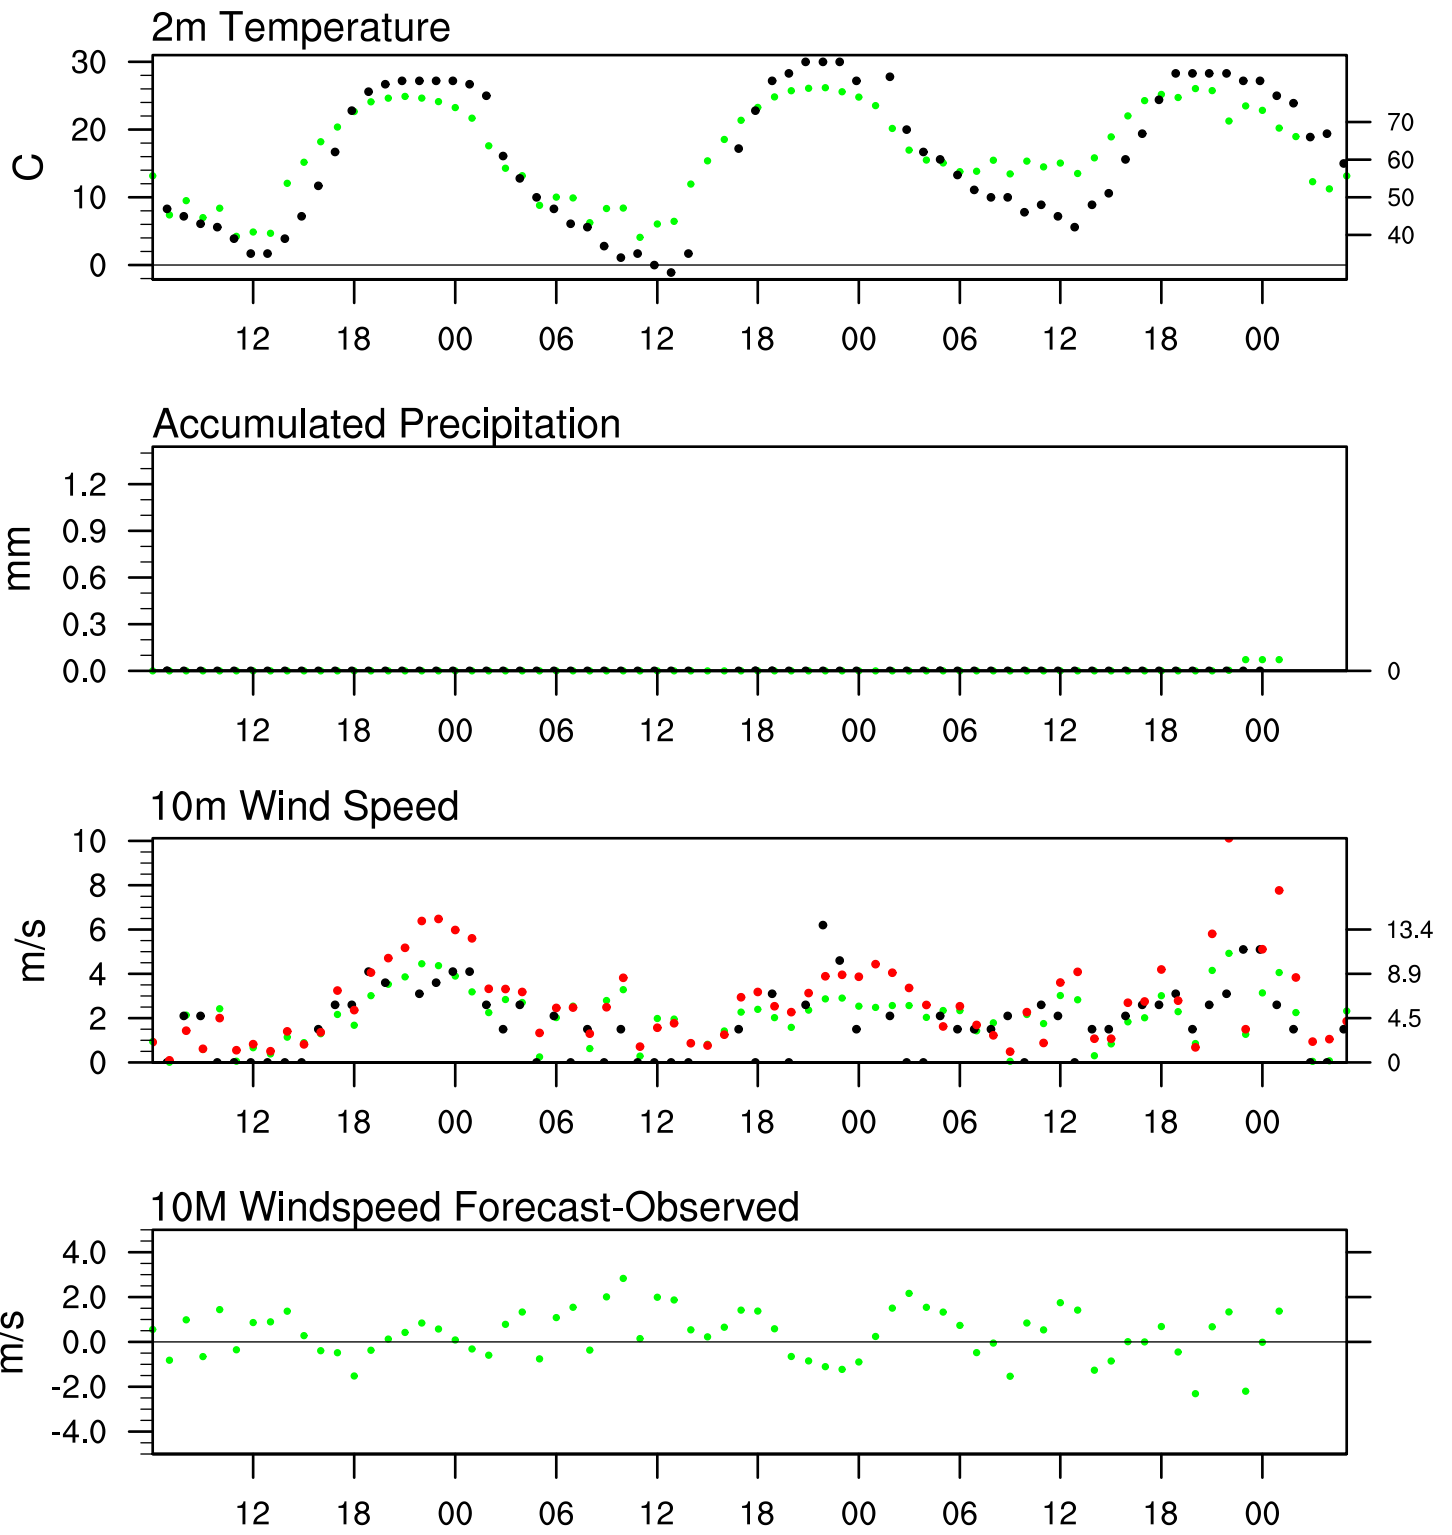 2m Temperature
30
20
10
0
C
70
60
50
40
12 18 00 06 12 18 00 06 12 18 00
Accumulated Precipitation
1.2
0.9
0.6
0.3
0.0
mm
0
12 18 00 06 12 18 00 06 12 18 00
10m Wind Speed
10
8
6
4
2
0
m/s
13.4
8.9
4.5
0
12 18 00 06 12 18 00 06 12 18 00
10M Windspeed Forecast-Observed
4.0
2.0
0.0
-2.0
-4.0
m/s
12 18 00 06 12 18 00 06 12 18 00